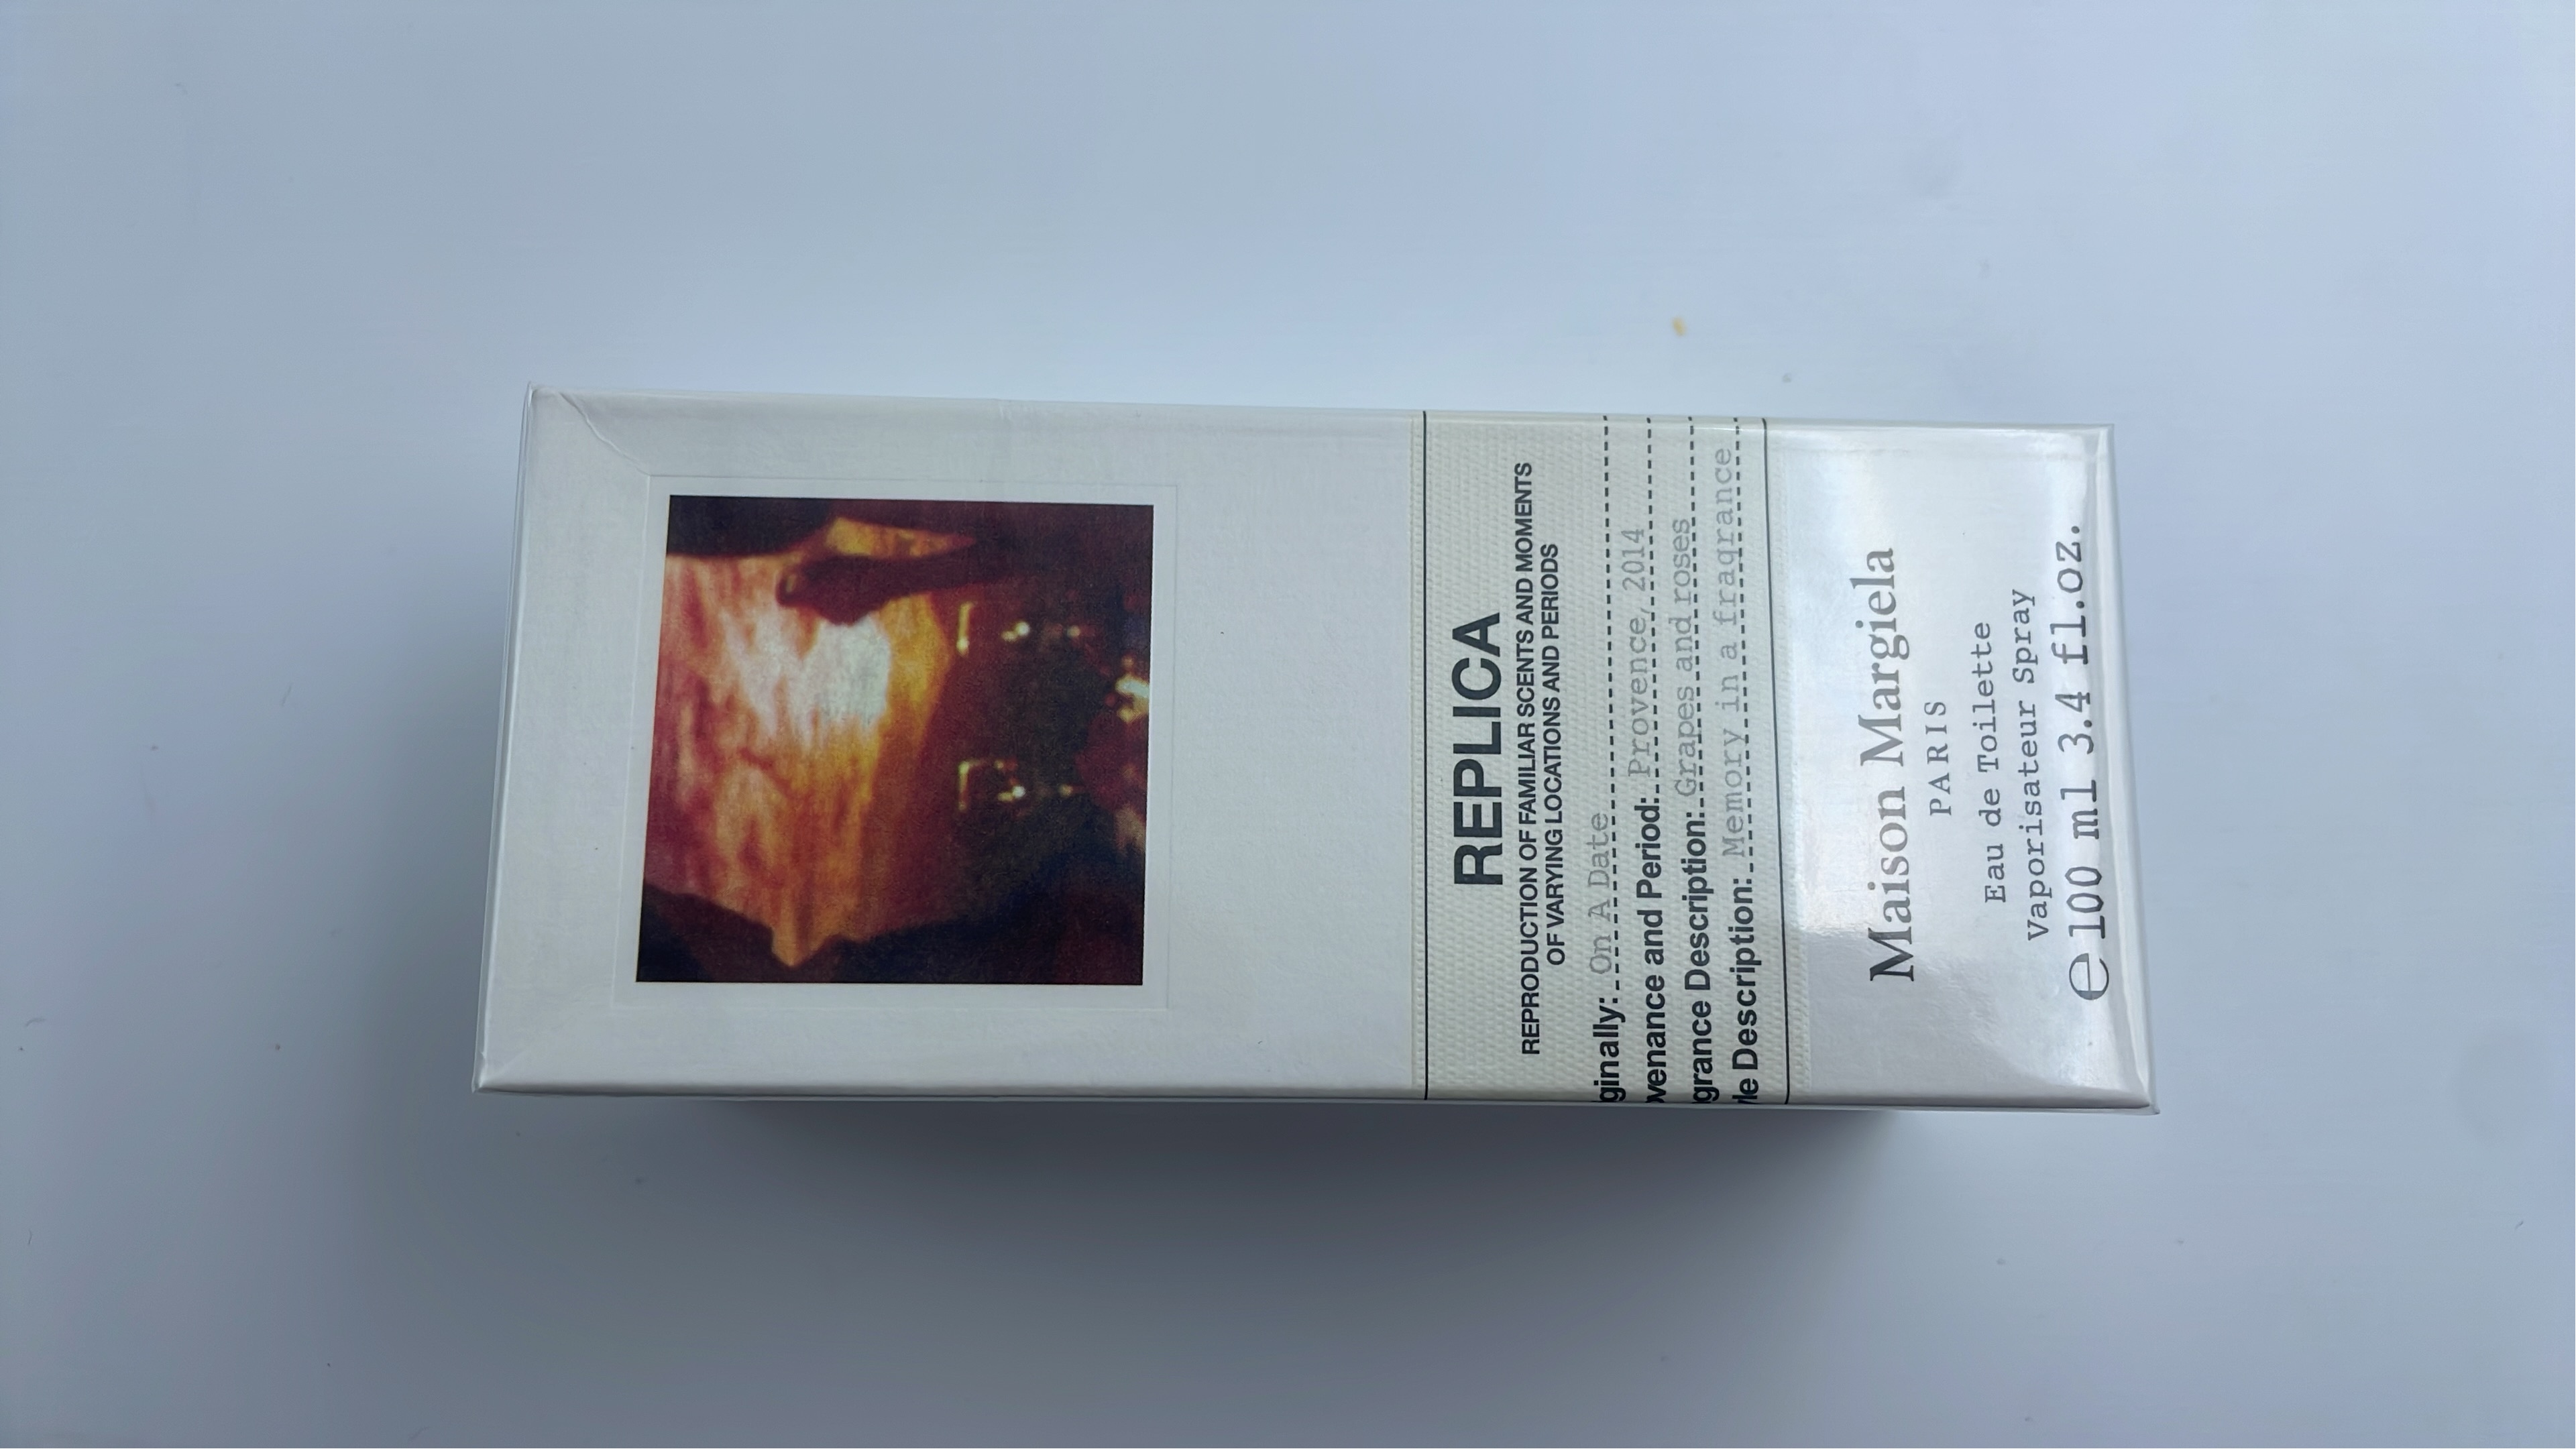 REPLICA
REPRODUCTION OF FAMILIAR SCENTS AND MOMENTS
OF VARYING LOCATIONS AND PERIODS
ginally: On A Date
venance and Period: Provence, 2014
grance Description: Grapes and roses
le Description: Memory in a fragrance
Maison Margiela
PARIS
Eau de Toilette
Vaporisateur Spray
e 100 ml 3.4 fl.oz.